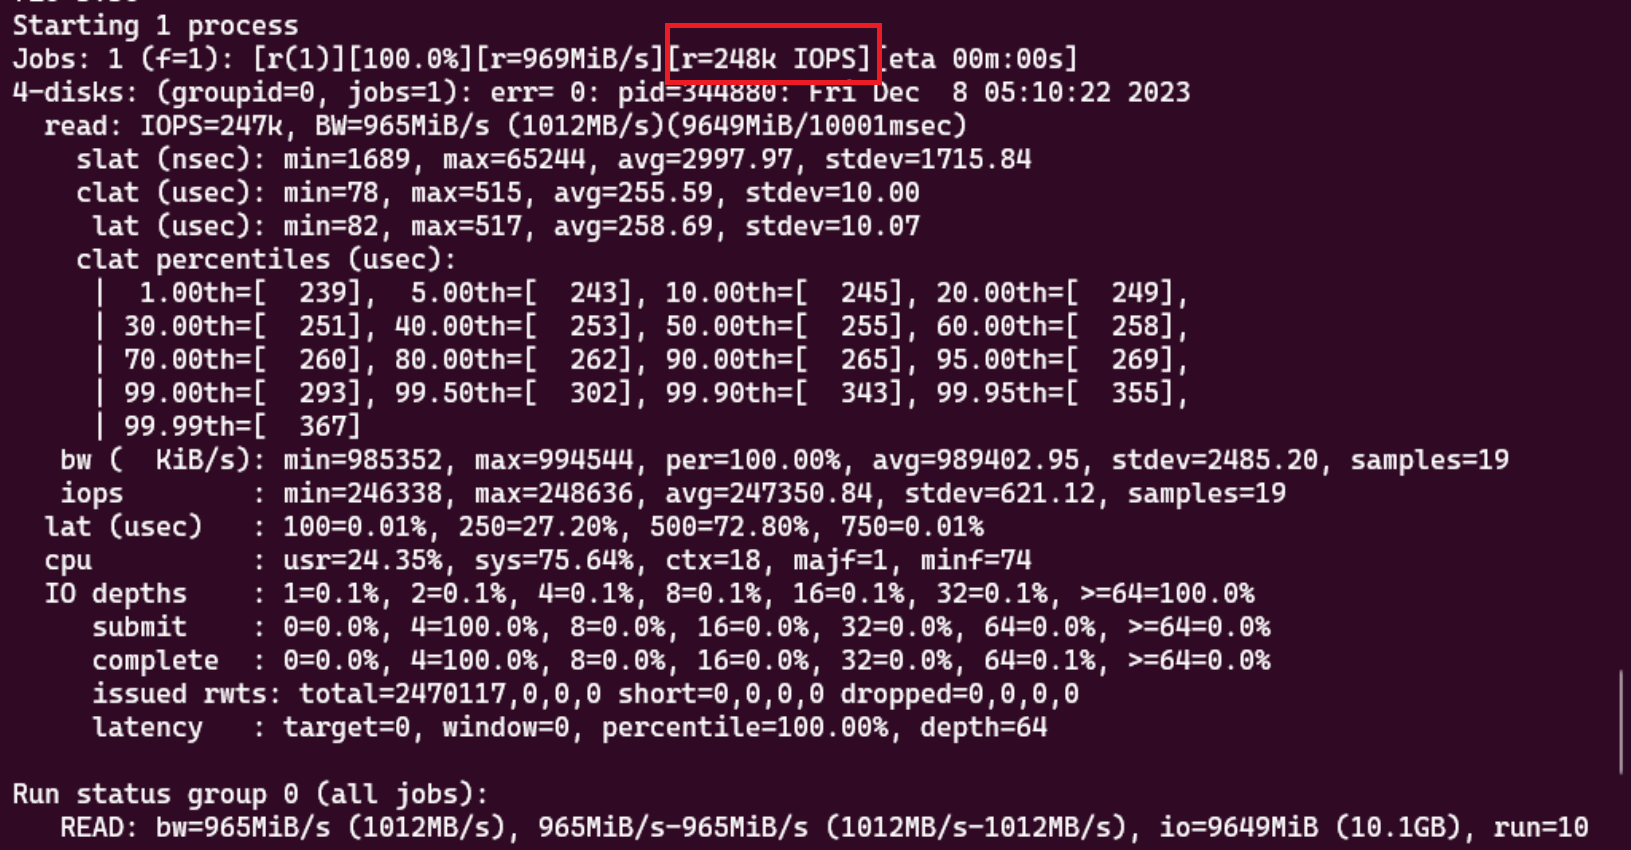 Starting 1 process
Jobs: 1 (f=1): [r(1)][100.0%][r=969MiB/s][r=248k IOPS][eta 00m:00s]
4-disks: (groupid=0, jobs=1): err= 0: pid=344880: Fri Dec  8 05:10:22 2023
  read: IOPS=247k, BW=965MiB/s (1012MB/s)(9649MiB/10001msec)
    slat (nsec): min=1689, max=65244, avg=2997.97, stdev=1715.84
    clat (usec): min=78, max=515, avg=255.59, stdev=10.00
     lat (usec): min=82, max=517, avg=258.69, stdev=10.07
    clat percentiles (usec):
     |  1.00th=[  239],  5.00th=[  243], 10.00th=[  245], 20.00th=[  249],
     | 30.00th=[  251], 40.00th=[  253], 50.00th=[  255], 60.00th=[  258],
     | 70.00th=[  260], 80.00th=[  262], 90.00th=[  265], 95.00th=[  269],
     | 99.00th=[  293], 99.50th=[  302], 99.90th=[  343], 99.95th=[  355],
     | 99.99th=[  367]
   bw (  KiB/s): min=985352, max=994544, per=100.00%, avg=989402.95, stdev=2485.20, samples=19
   iops        : min=246338, max=248636, avg=247350.84, stdev=621.12, samples=19
  lat (usec)   : 100=0.01%, 250=27.20%, 500=72.80%, 750=0.01%
  cpu          : usr=24.35%, sys=75.64%, ctx=18, majf=1, minf=74
  IO depths    : 1=0.1%, 2=0.1%, 4=0.1%, 8=0.1%, 16=0.1%, 32=0.1%, >=64=100.0%
     submit    : 0=0.0%, 4=100.0%, 8=0.0%, 16=0.0%, 32=0.0%, 64=0.0%, >=64=0.0%
     complete  : 0=0.0%, 4=100.0%, 8=0.0%, 16=0.0%, 32=0.0%, 64=0.1%, >=64=0.0%
     issued rwts: total=2470117,0,0,0 short=0,0,0,0 dropped=0,0,0,0
     latency   : target=0, window=0, percentile=100.00%, depth=64
Run status group 0 (all jobs):
   READ: bw=965MiB/s (1012MB/s), 965MiB/s-965MiB/s (1012MB/s-1012MB/s), io=9649MiB (10.1GB), run=10